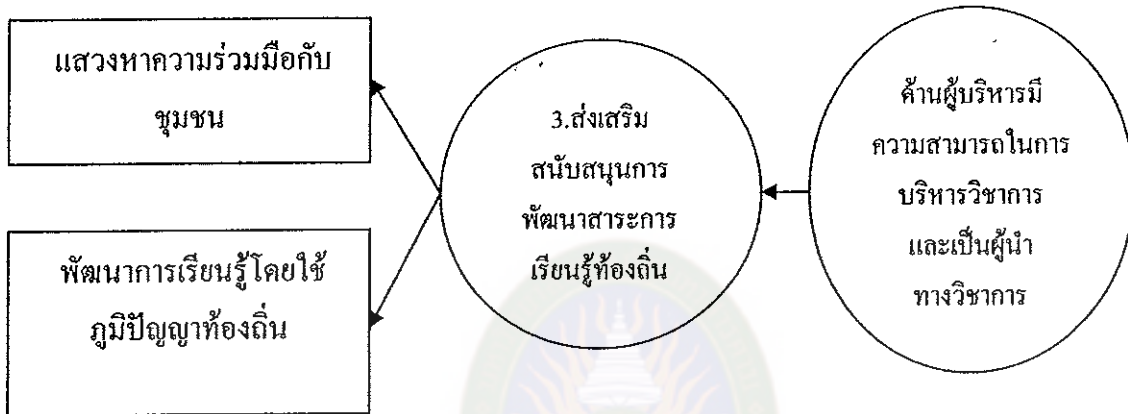 แสวงหาความร่วมมือกับ
ชุมชน
พัฒนาการเรียนรู้โดยใช้
ภูมิปัญญาท้องถิ่น
3.ส่งเสริม
สนับสนุนการ
พัฒนาสาระการ
เรียนรู้ท้องถิ่น
ด้านผู้บริหารมี
ความสามารถในการ
บริหารวิชาการ
และเป็นผู้นำ
ทางวิชาการ